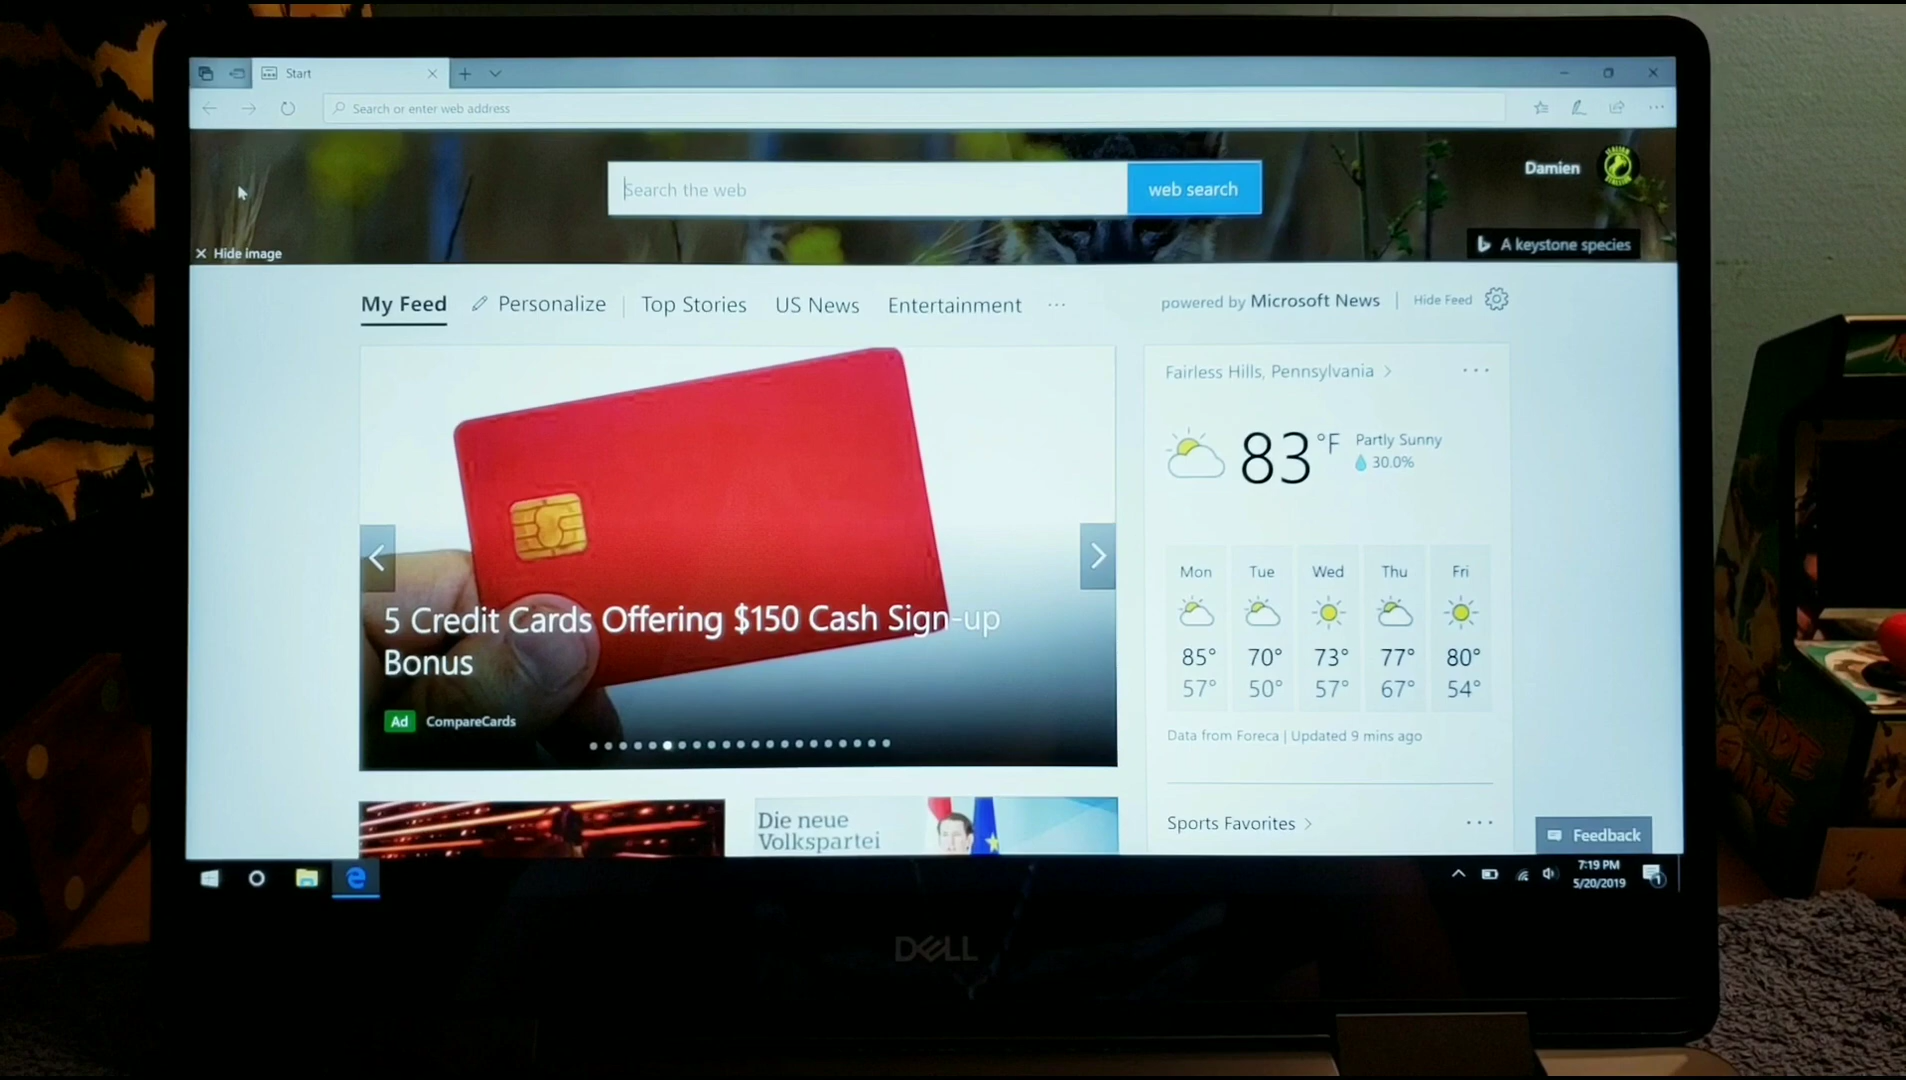 Start
Search or enter web address
Search the web
web search
Damien
Hide image
A keystone species
My Feed
Personalize
Top Stories
US News
Entertainment
powered by Microsoft News
Hide Feed
5 Credit Cards Offering $150 Cash Sign-up
Bonus
Ad CompareCards
Fairless Hills, Pennsylvania
83 °F
Partly Sunny
30.0%
Mon Tue Wed Thu Fri
85° 70° 73° 77° 80°
57° 50° 57° 67° 54°
Data from Foreca | Updated 9 mins ago
Die neue
Volkspartei
Sports Favorites
Feedback
7:19 PM
5/20/2019
1
DELL